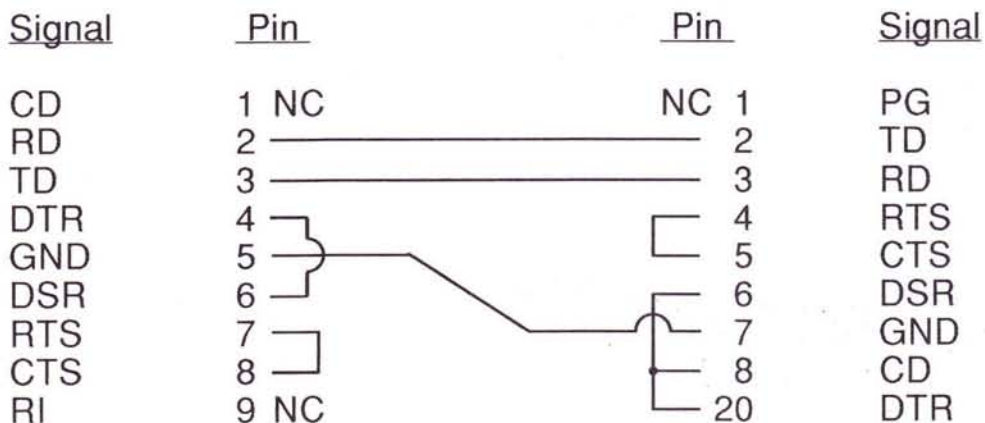 Signal Pin Pin Signal
CD 1 NC NC 1 PG
RD 2 2 TD
TD 3 3 RD
DTR 4 4 RTS
GND 5 5 CTS
DSR 6 6 DSR
RTS 7 7 GND
CTS 8 8 CD
RI 9 NC 20 DTR